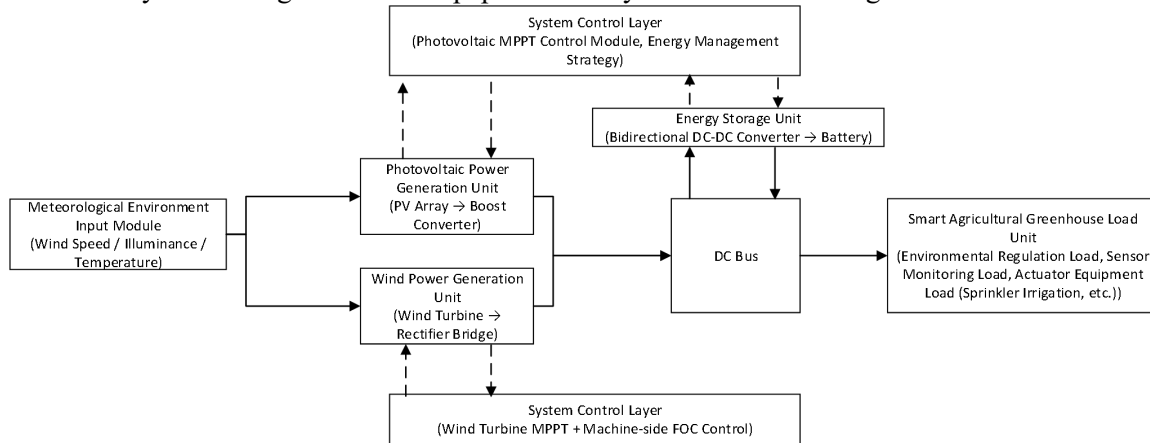 System Control Layer
(Photovoltaic MPPT Control Module, Energy Management
Strategy)
Energy Storage Unit
(Bidirectional DC-DC Converter → Battery)
Photovoltaic Power
Generation Unit
(PV Array → Boost
Converter)
Meteorological Environment
Input Module
(Wind Speed / Illuminance /
Temperature)
DC Bus
Smart Agricultural Greenhouse Load
Unit
(Environmental Regulation Load, Sensor
Monitoring Load, Actuator Equipment
Load (Sprinkler Irrigation, etc.))
Wind Power Generation
Unit
(Wind Turbine →
Rectifier Bridge)
System Control Layer
(Wind Turbine MPPT + Machine-side FOC Control)